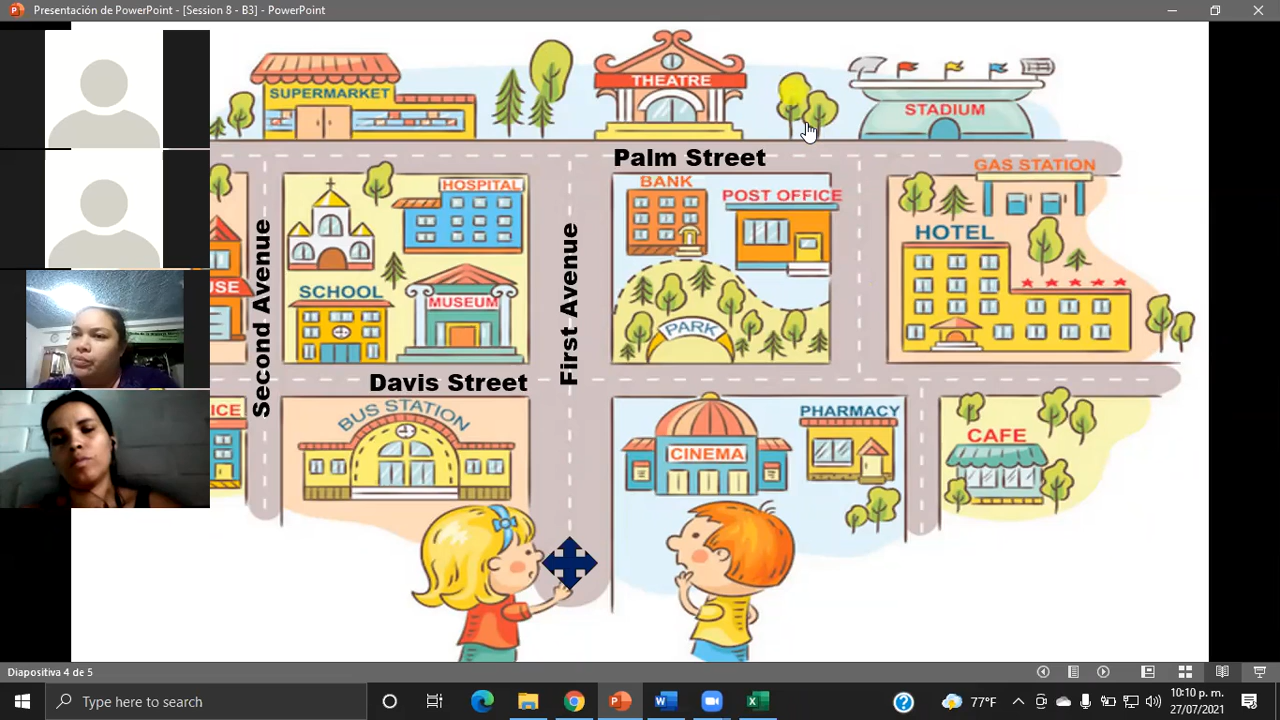 Presentación de PowerPoint - [Session 8 - B3] - PowerPoint
SUPERMARKET
THEATRE
STADIUM
Palm Street
GAS STATION
HOSPITAL
BANK
POST OFFICE
HOTEL
Second Avenue
First Avenue
SCHOOL
MUSEUM
USE
PARK
Davis Street
ICE
BUS STATION
CINEMA
PHARMACY
CAFE
Diapositiva 4 de 5
Type here to search
77°F
10:10 p. m.
27/07/2021